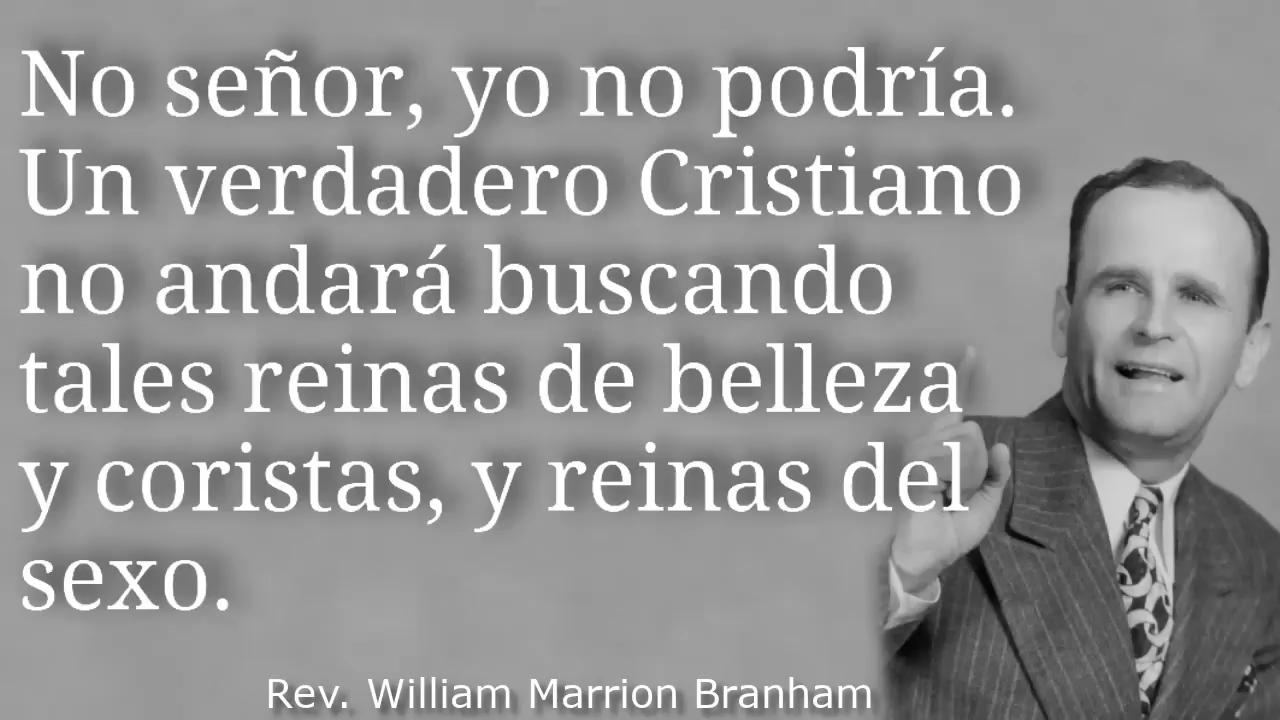 No señor, yo no podría.
Un verdadero Cristiano
no andará buscando
tales reinas de belleza
y coristas, y reinas del
sexo.
Rev. William Marrion Branham